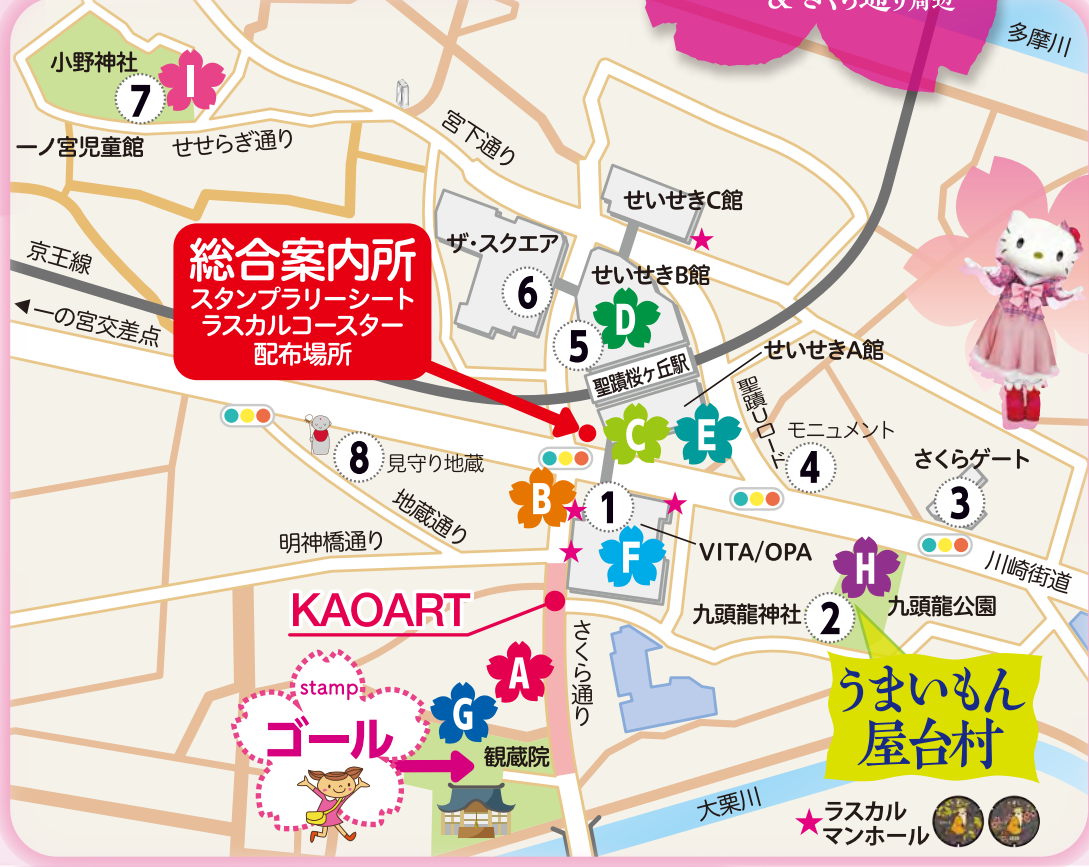 & さくら通り周辺
多摩川
小野神社
7
I
一ノ宮児童館
せせらぎ通り
宮下通り
せいせきC館
京王線
◀一の宮交差点
総合案内所
スタンプラリーシート
ラスカルコースター
配布場所
ザ・スクエア
6
せいせきB館
D
5
聖蹟桜ヶ丘駅
せいせきA館
C
E
聖蹟Uロード
モニュメント
4
さくらゲート
3
8
見守り地蔵
地蔵通り
明神橋通り
B
1
F
VITA/OPA
川崎街道
H
九頭龍神社
2
九頭龍公園
KAOART
さくら通り
A
G
stamp
ゴール
観蔵院
うまいもん
屋台村
大栗川
★ラスカル
マンホール